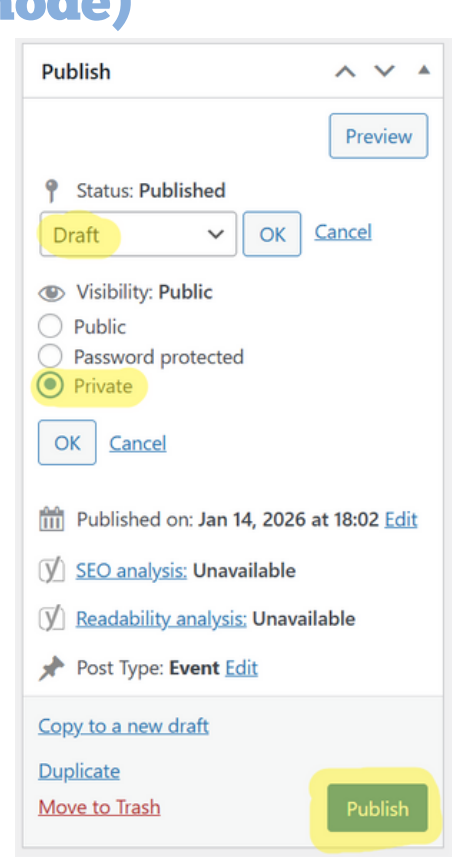 node)
Publish
Preview
Status: Published
Draft OK Cancel
Visibility: Public
Public
Password protected
Private
OK Cancel
Published on: Jan 14, 2026 at 18:02 Edit
SEO analysis: Unavailable
Readability analysis: Unavailable
Post Type: Event Edit
Copy to a new draft
Duplicate
Move to Trash
Publish